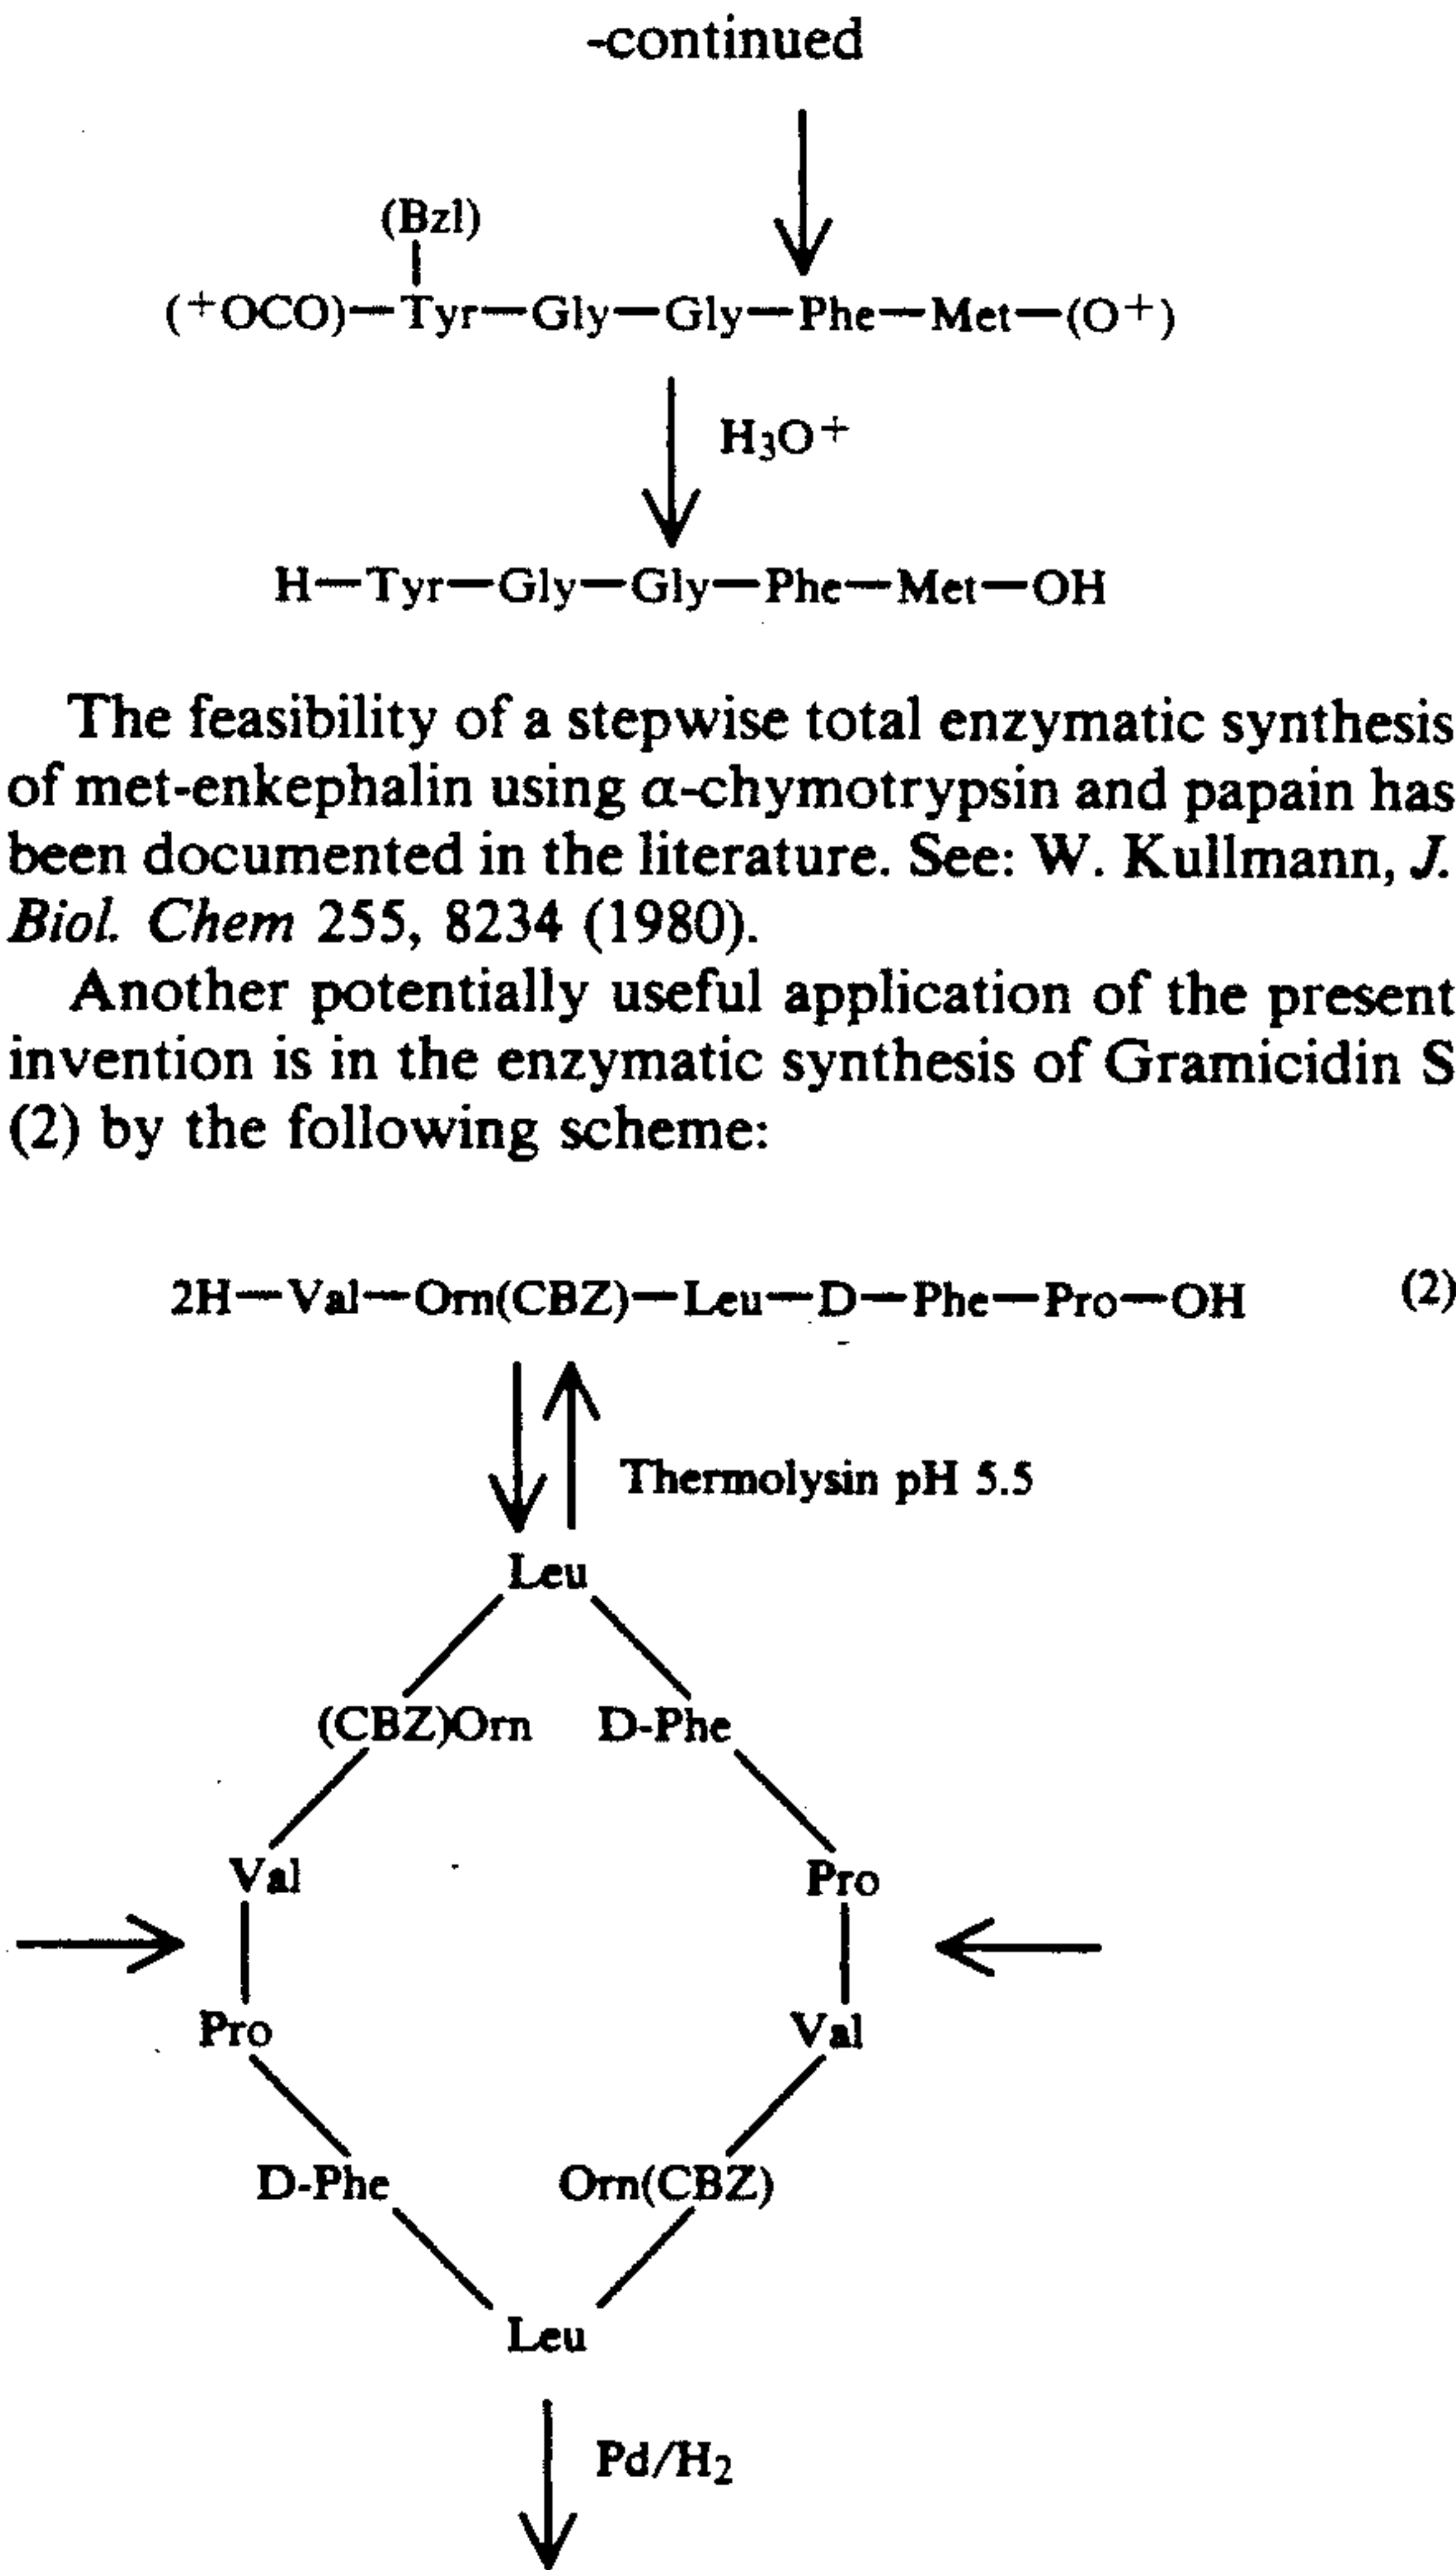 -continued
(Bzl)
(+OCO)—Tyr—Gly—Gly—Phe—Met—(O+)
H3O+
H—Tyr—Gly—Gly—Phe—Met—OH
The feasibility of a stepwise total enzymatic synthesis
of met-enkephalin using α-chymotrypsin and papain has
been documented in the literature. See: W. Kullmann, J.
Biol. Chem 255, 8234 (1980).
Another potentially useful application of the present
invention is in the enzymatic synthesis of Gramicidin S
(2) by the following scheme:
2H—Val—Orn(CBZ)—Leu—D—Phe—Pro—OH (2)
Thermolysin pH 5.5
Leu
(CBZ)Orn D-Phe
Val Pro
Pro Val
D-Phe Orn(CBZ)
Leu
Pd/H2